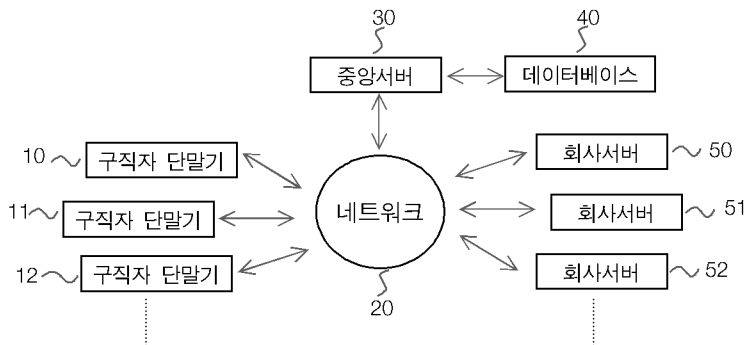 30
40
중앙서버
데이터베이스
10
구직자 단말기
11
구직자 단말기
12
구직자 단말기
네트워크
20
회사서버
50
회사서버
51
회사서버
52